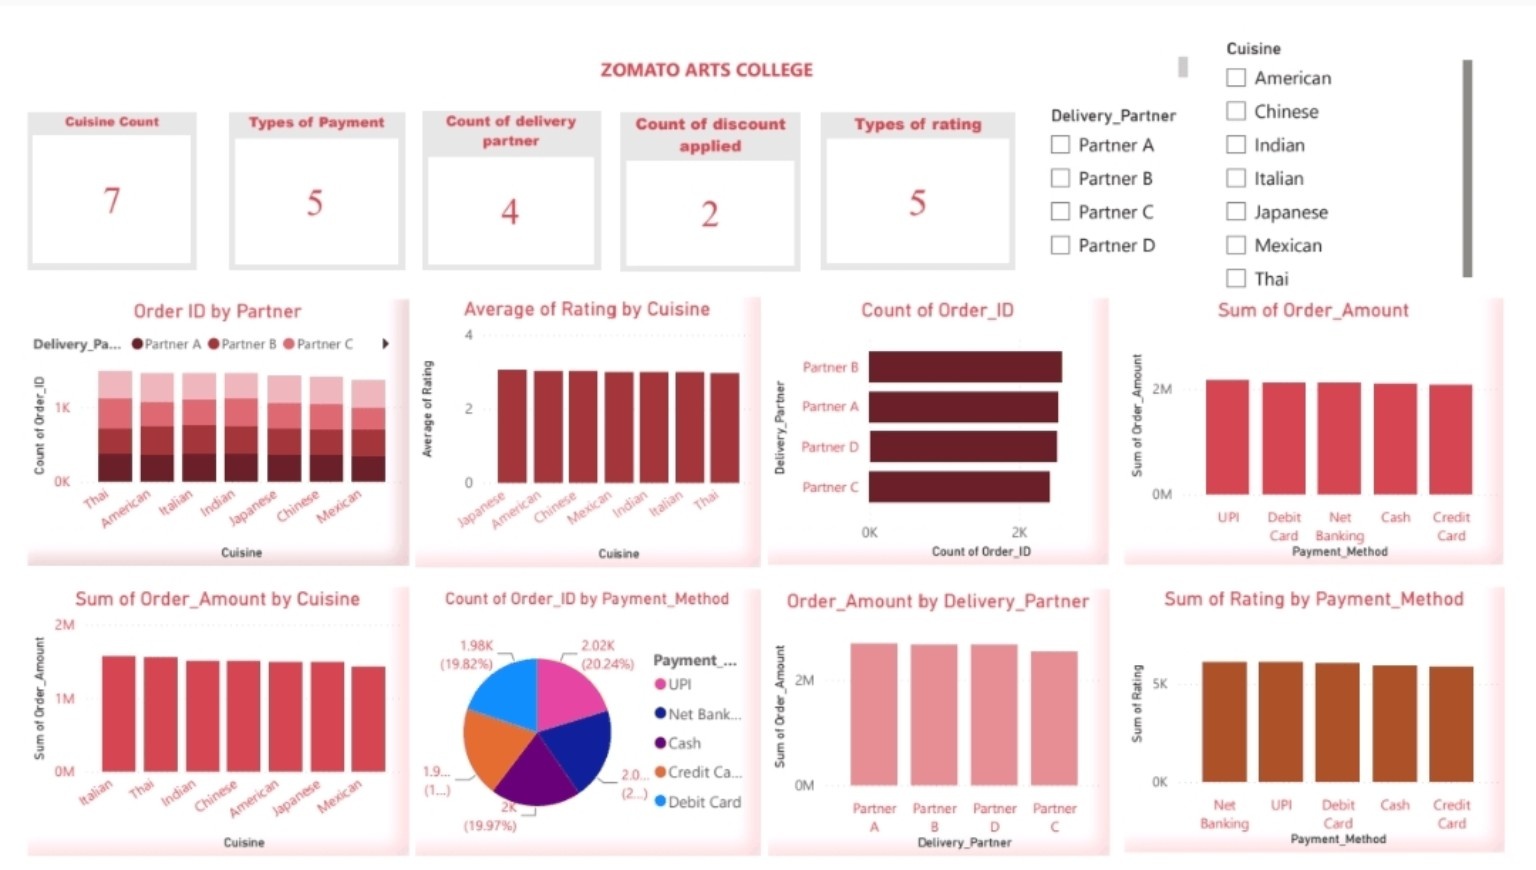 ZOMATO ARTS COLLEGE
Cuisine Count
7
Types of Payment
5
Count of delivery
partner
4
Count of discount
applied
2
Types of rating
5
Delivery_Partner
Partner A
Partner B
Partner C
Partner D
Cuisine
American
Chinese
Indian
Italian
Japanese
Mexican
Thai
Order ID by Partner
Delivery_Pa... Partner A Partner B Partner C
Count of Order_ID
1K
0K
Thai
American
Italian
Indian
Japanese
Chinese
Mexican
Cuisine
Average of Rating by Cuisine
Average of Rating
4
2
0
Japanese
American
Chinese
Mexican
Indian
Italian
Thai
Cuisine
Count of Order_ID
Delivery_Partner
Partner B
Partner A
Partner D
Partner C
0K 2K
Count of Order_ID
Sum of Order_Amount
Sum of Order_Amount
2M
0M
UPI
Debit
Card
Net
Banking
Cash
Credit
Card
Payment_Method
Sum of Order_Amount by Cuisine
Sum of Order_Amount
2M
1M
0M
Italian
Thai
Indian
Chinese
American
Japanese
Mexican
Cuisine
Count of Order_ID by Payment_Method
1.98K
(19.82%)
2.02K
(20.24%)
1.9...
(1...)
2.0...
(2...)
2K
(19.97%)
Payment_...
UPI
Net Bank...
Cash
Credit Ca...
Debit Card
Order_Amount by Delivery_Partner
Sum of Order_Amount
2M
0M
Partner
A
Partner
B
Partner
D
Partner
C
Delivery_Partner
Sum of Rating by Payment_Method
Sum of Rating
5K
0K
Net
Banking
UPI
Debit
Card
Cash
Credit
Card
Payment_Method